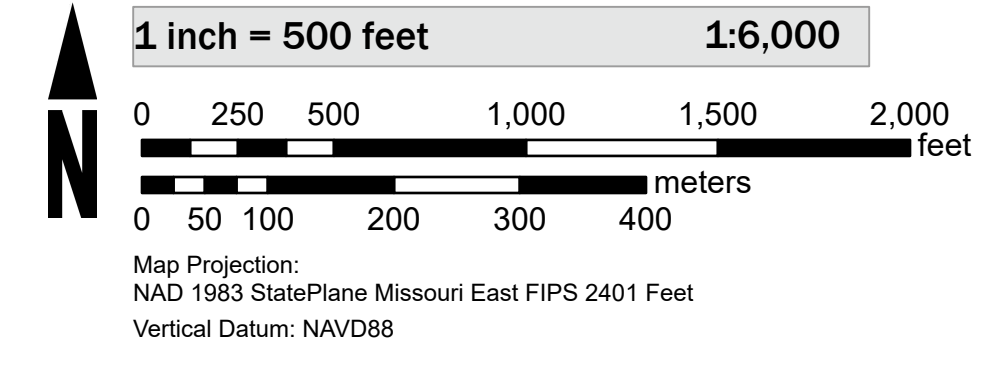 1 inch = 500 feet 1:6,000
0 250 500 1,000 1,500 2,000
feet
meters
0 50 100 200 300 400
N
Map Projection:
NAD 1983 StatePlane Missouri East FIPS 2401 Feet
Vertical Datum: NAVD88